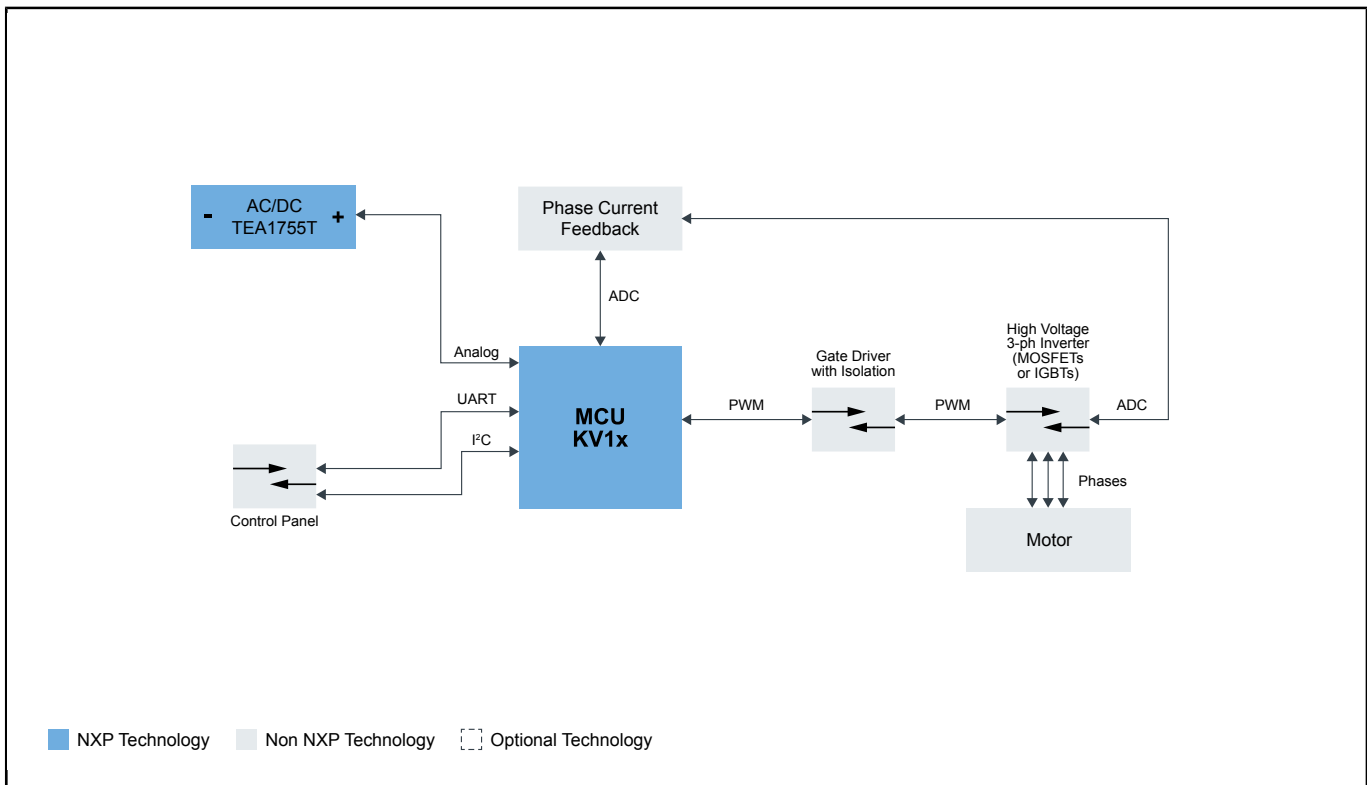 - AC/DC +
TEA1755T
Phase Current
Feedback
ADC
Analog
UART
I²C
MCU
KV1x
PWM
Gate Driver
with Isolation
PWM
High Voltage
3-ph Inverter
(MOSFETs
or IGBTs)
ADC
Phases
Motor
Control Panel
NXP Technology
Non NXP Technology
Optional Technology